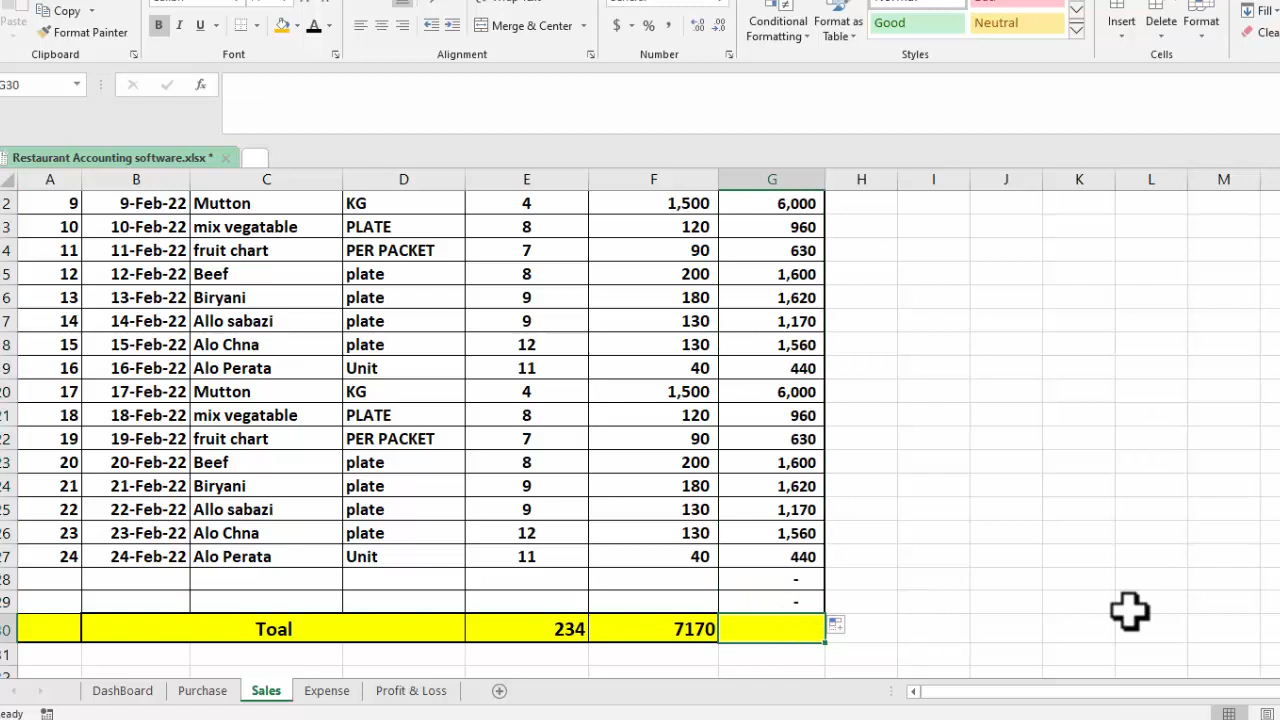 Copy
Paste
Format Painter
B I U A
Merge & Center
$ % ,
Conditional Formatting
Format as Table
Good
Neutral
Insert Delete Format
Fill
Clipboard Font Alignment Number Styles Cells
G30 fx
Restaurant Accounting software.xlsx *
A B C D E F G H I J K L M
9 9-Feb-22 Mutton KG 4 1,500 6,000
10 10-Feb-22 mix vegatable PLATE 8 120 960
11 11-Feb-22 fruit chart PER PACKET 7 90 630
12 12-Feb-22 Beef plate 8 200 1,600
13 13-Feb-22 Biryani plate 9 180 1,620
14 14-Feb-22 Allo sabazi plate 9 130 1,170
15 15-Feb-22 Alo Chna plate 12 130 1,560
16 16-Feb-22 Alo Perata Unit 11 40 440
17 17-Feb-22 Mutton KG 4 1,500 6,000
18 18-Feb-22 mix vegatable PLATE 8 120 960
19 19-Feb-22 fruit chart PER PACKET 7 90 630
20 20-Feb-22 Beef plate 8 200 1,600
21 21-Feb-22 Biryani plate 9 180 1,620
22 22-Feb-22 Allo sabazi plate 9 130 1,170
23 23-Feb-22 Alo Chna plate 12 130 1,560
24 24-Feb-22 Alo Perata Unit 11 40 440
-
-
Toal 234 7170
DashBoard Purchase Sales Expense Profit & Loss